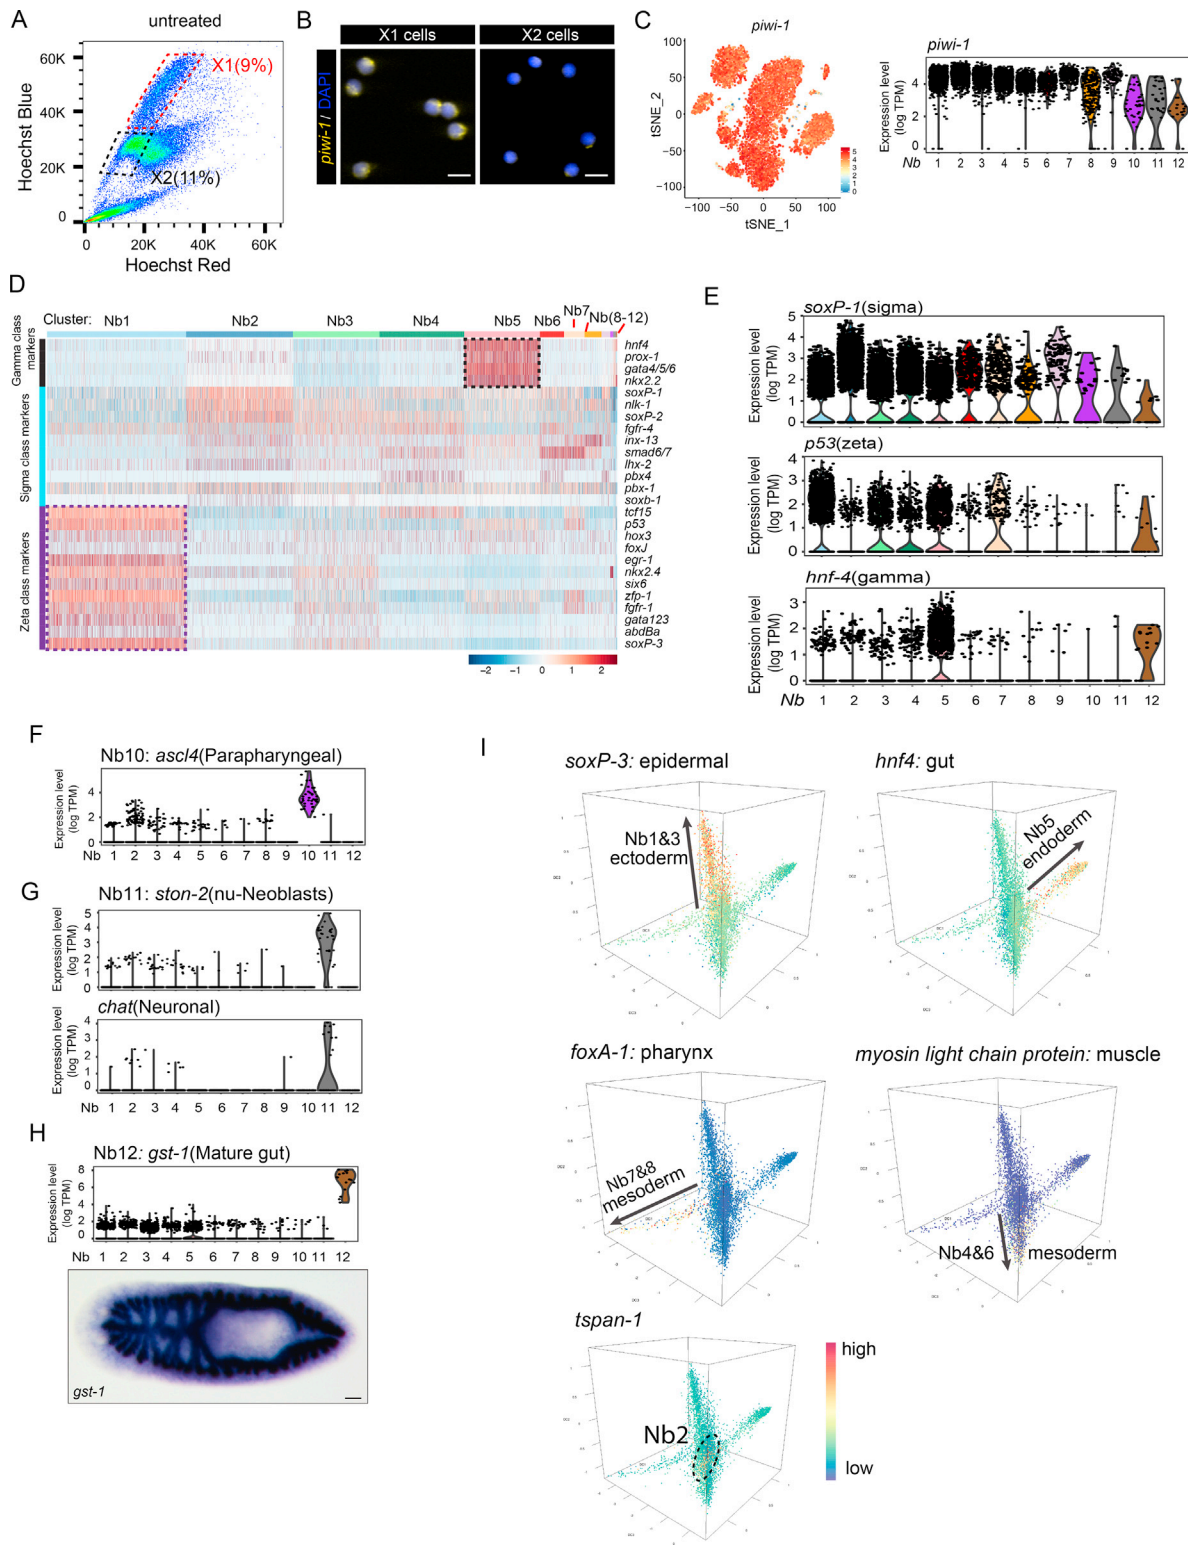 A
untreated
Hoechst Blue
60K
40K
20K
0
X1(9%)
X2(11%)
0 20K 40K 60K
Hoechst Red
B
X1 cells X2 cells
piwi-1 / DAPI
C
piwi-1
tSNE_2
100
50
0
−50
−100
−100 −50 0 50 100
tSNE_1
5
4
3
2
1
0
piwi-1
Expression level
(log TPM)
4
2
0
Nb 1 2 3 4 5 6 7 8 9 10 11 12
D
Cluster: Nb1 Nb2 Nb3 Nb4 Nb5 Nb6 Nb7 Nb(8-12)
Gamma class
markers
Sigma class markers
Zeta class markers
hnf4
prox-1
gata4/5/6
nkx2.2
soxP-1
nlk-1
soxP-2
fgfr-4
inx-13
smad6/7
lhx-2
pbx4
pbx-1
soxb-1
tcf15
p53
hox3
foxJ
egr-1
nkx2.4
six6
zfp-1
fgfr-1
gata123
abdBa
soxP-3
−2 −1 0 1 2
E
soxP-1(sigma)
Expression level
(log TPM)
5
4
3
2
1
0
p53(zeta)
Expression level
(log TPM)
4
3
2
1
0
hnf-4(gamma)
Expression level
(log TPM)
3
2
1
0
Nb 1 2 3 4 5 6 7 8 9 10 11 12
F
Nb10: ascl4(Parapharyngeal)
Expression level
(log TPM)
4
2
0
Nb 1 2 3 4 5 6 7 8 9 10 11 12
G
Nb11: ston-2(nu-Neoblasts)
Expression level
(log TPM)
5
4
3
2
1
0
chat(Neuronal)
Expression level
(log TPM)
4
3
2
1
0
Nb 1 2 3 4 5 6 7 8 9 10 11 12
H
Nb12: gst-1(Mature gut)
Expression level
(log TPM)
8
6
4
2
0
Nb 1 2 3 4 5 6 7 8 9 10 11 12
gst-1
I
soxP-3: epidermal
Nb1&3
ectoderm
hnf4: gut
Nb5
endoderm
foxA-1: pharynx
Nb7&8
mesoderm
myosin light chain protein: muscle
Nb4&6 mesoderm
tspan-1
Nb2
high
low